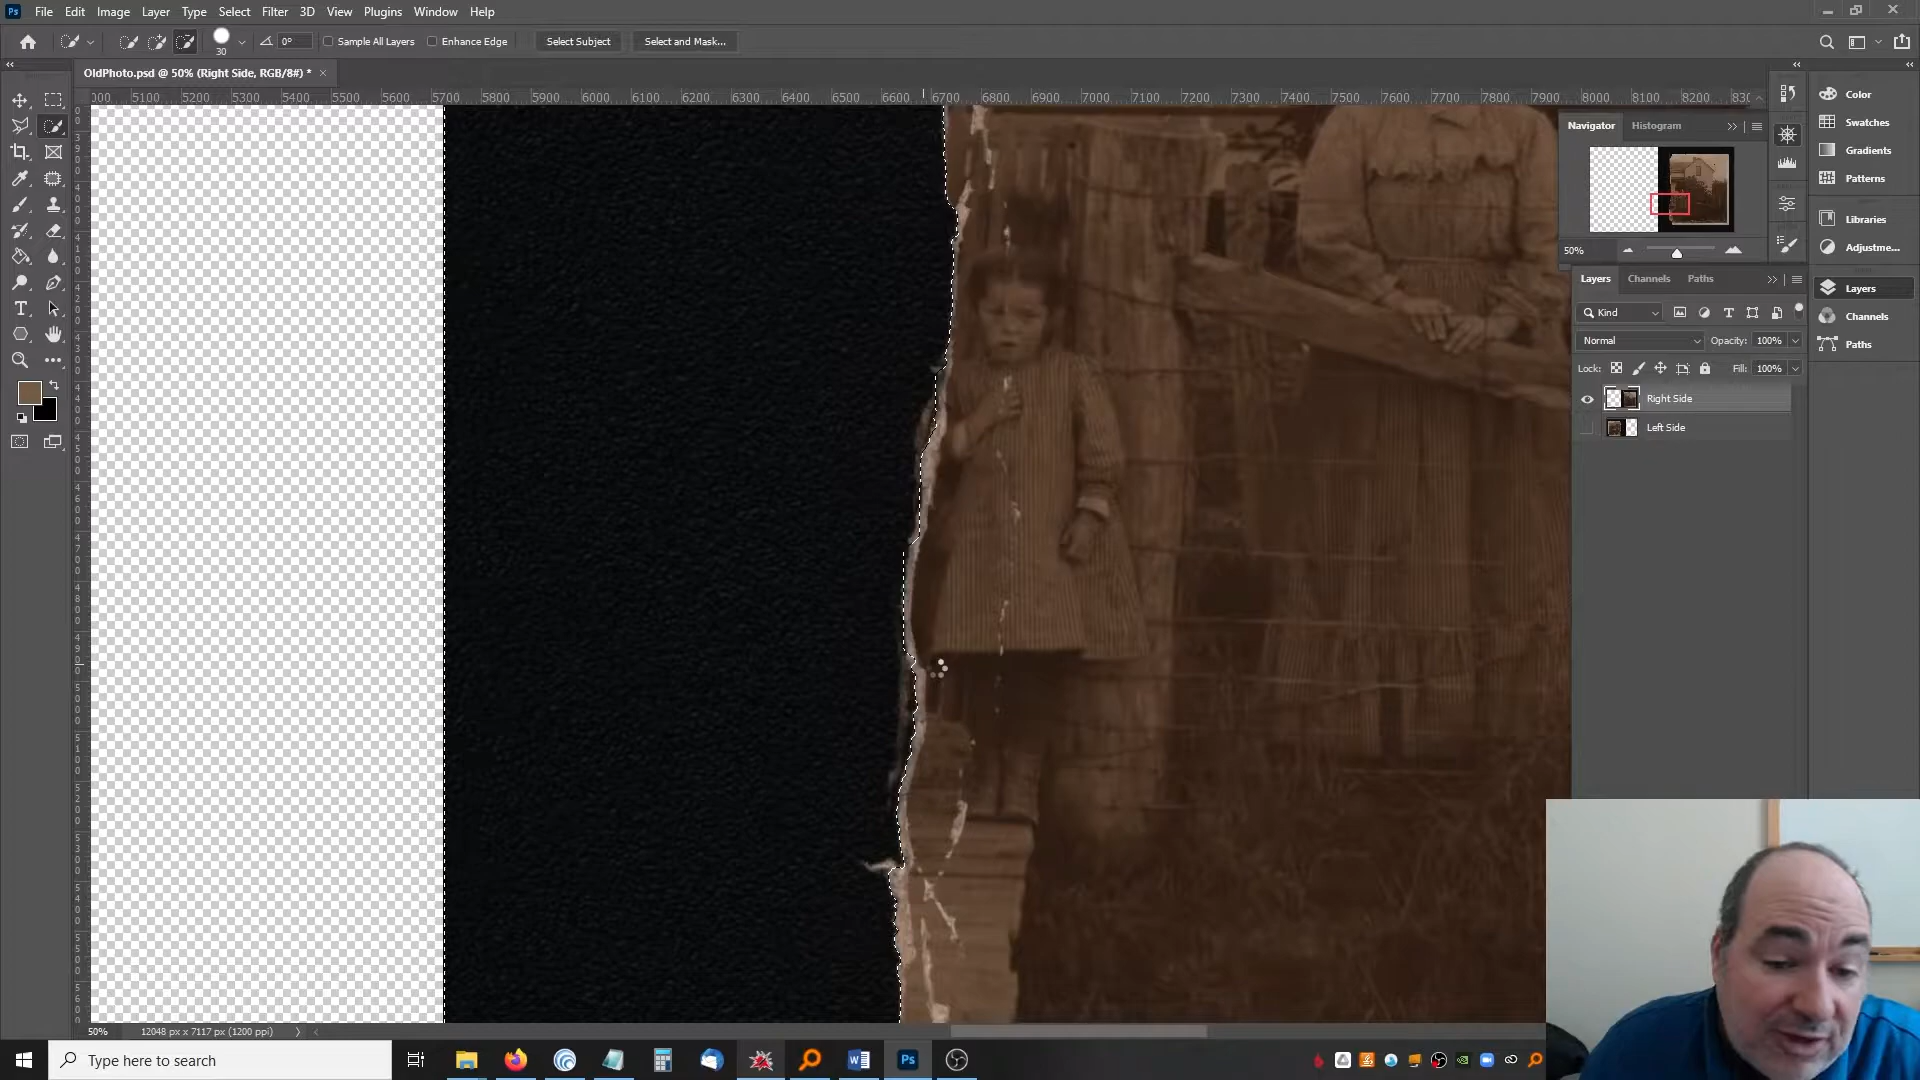 Ps File Edit Image Layer Type Select Filter 3D View Plugins Window Help
30 0° Sample All Layers Enhance Edge Select Subject Select and Mask...
OldPhoto.psd @ 50% (Right Side, RGB/8#) * ×
000 5100 5200 5300 5400 5500 5600 5700 5800 5900 6000 6100 6200 6300 6400 6500 6600 6700 6800 6900 7000 7100 7200 7300 7400 7500 7600 7700 7800 7900 8000 8100 8200 830
Navigator Histogram
50%
Layers Channels Paths
Kind
Normal Opacity: 100%
Lock: Fill: 100%
Right Side
Left Side
Color
Swatches
Gradients
Patterns
Libraries
Adjustme...
Layers
Channels
Paths
50% 12048 px x 7117 px (1200 ppi)
Type here to search